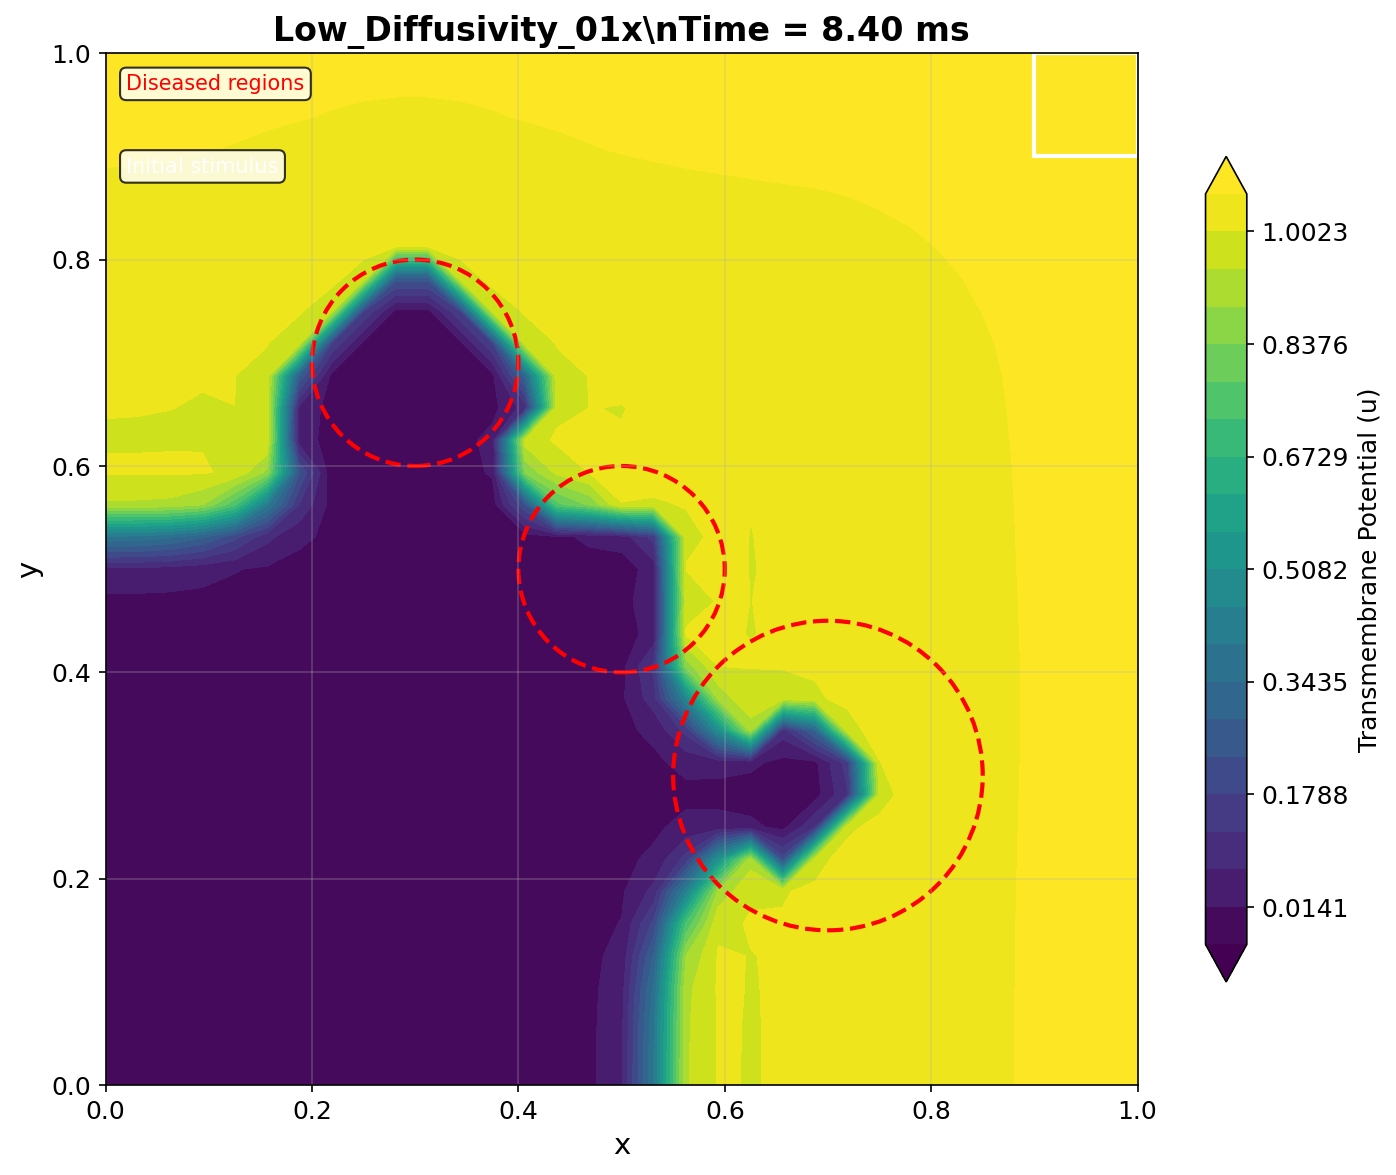 Low_Diffusivity_01x\nTime = 8.40 ms
Diseased regions
Initial stimulus
1.0
0.8
0.6
0.4
0.2
0.0
y
0.0 0.2 0.4 0.6 0.8 1.0
x
1.0023
0.8376
0.6729
0.5082
0.3435
0.1788
0.0141
Transmembrane Potential (u)